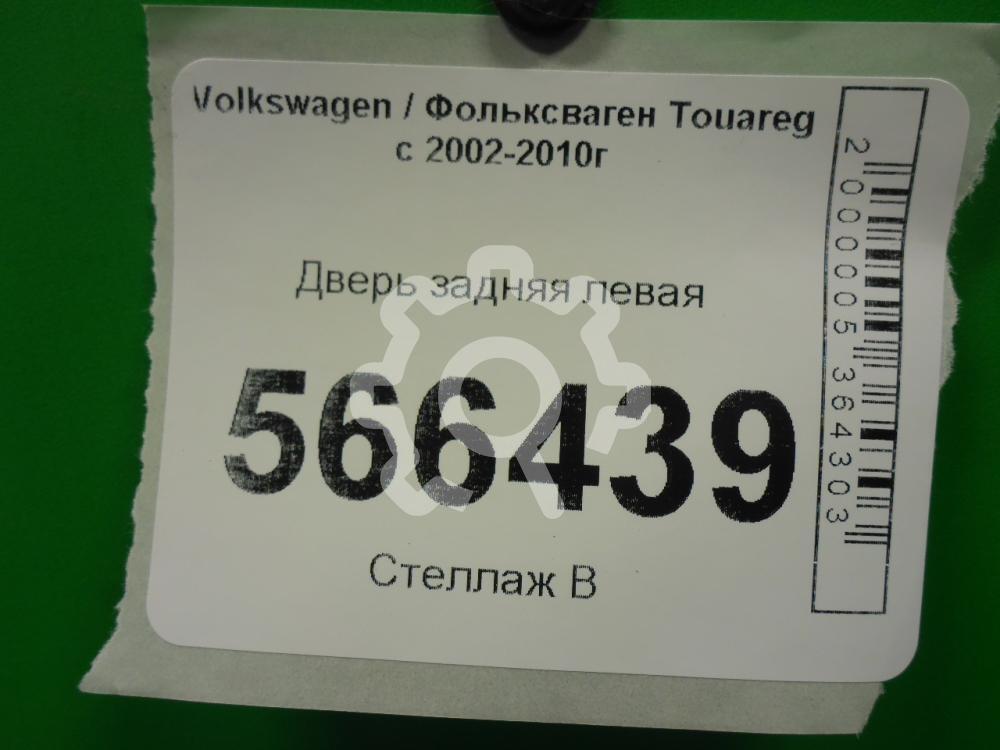 Volkswagen / Фольксваген Touareg
с 2002-2010г
Дверь задняя левая
566439
Стеллаж В
2000005364303